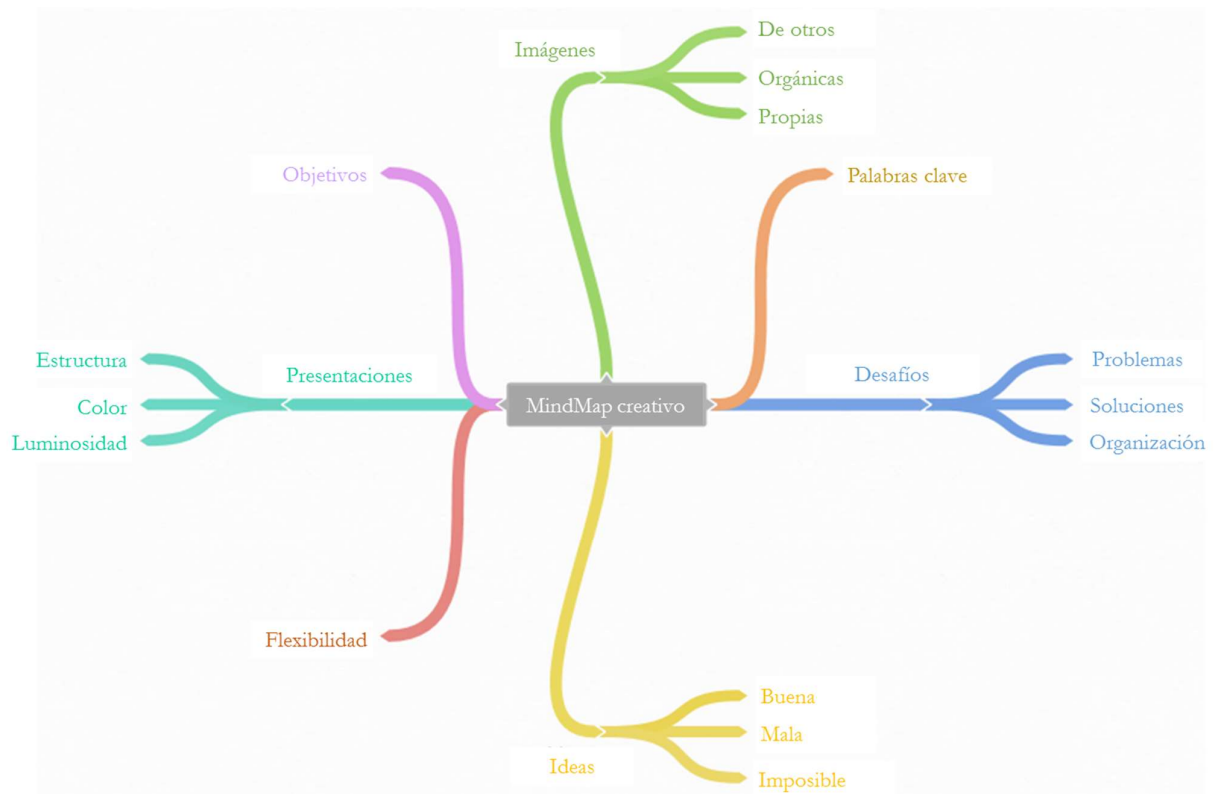 De otros
Imágenes
Orgánicas
Propias
Objetivos
Palabras clave
Estructura
Presentaciones
Color
Luminosidad
MindMap creativo
Desafíos
Problemas
Soluciones
Organización
Flexibilidad
Buena
Mala
Ideas
Imposible